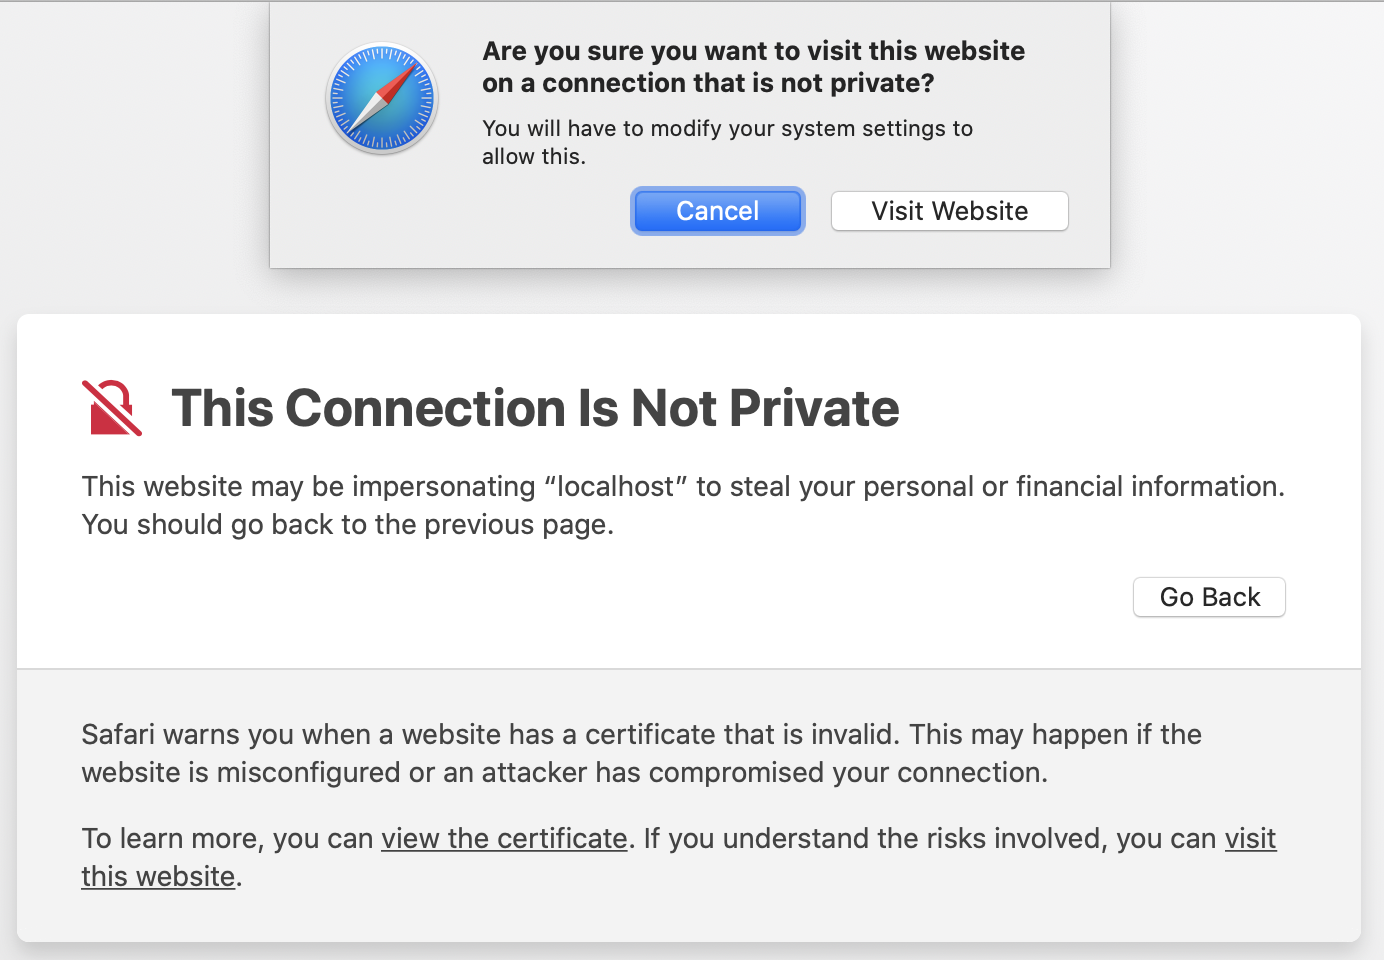 Are you sure you want to visit this website
on a connection that is not private?
You will have to modify your system settings to
allow this.
Cancel
Visit Website
This Connection Is Not Private
This website may be impersonating “localhost” to steal your personal or financial information.
You should go back to the previous page.
Go Back
Safari warns you when a website has a certificate that is invalid. This may happen if the
website is misconfigured or an attacker has compromised your connection.
To learn more, you can view the certificate. If you understand the risks involved, you can visit
this website.